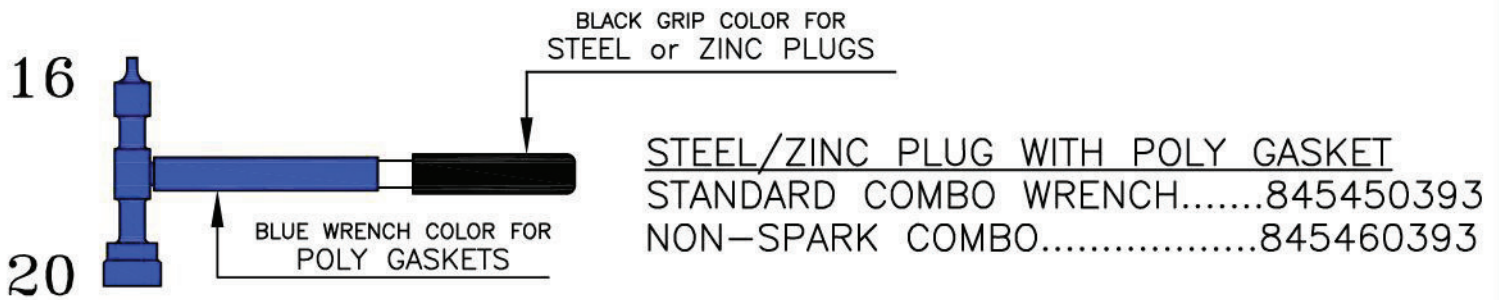 BLACK GRIP COLOR FOR
STEEL or ZINC PLUGS
16
STEEL/ZINC PLUG WITH POLY GASKET
STANDARD COMBO WRENCH.......845450393
NON-SPARK COMBO..................845460393
BLUE WRENCH COLOR FOR
POLY GASKETS
20